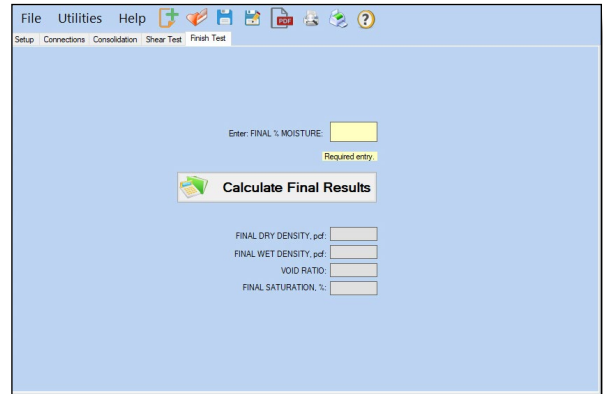 File Utilities Help PDF ?
Setup Connections Consolidation Shear Test Finish Test
Enter: FINAL % MOISTURE:
Required entry.
Calculate Final Results
FINAL DRY DENSITY, pcf:
FINAL WET DENSITY, pcf:
VOID RATIO:
FINAL SATURATION, %: